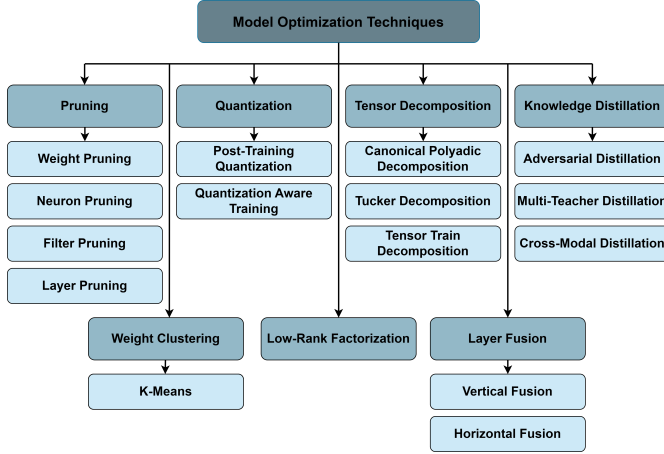 Model Optimization Techniques
Pruning
Quantization
Tensor Decomposition
Knowledge Distillation
Weight Pruning
Neuron Pruning
Filter Pruning
Layer Pruning
Post-Training
Quantization
Quantization Aware
Training
Canonical Polyadic
Decomposition
Tucker Decomposition
Tensor Train
Decomposition
Adversarial Distillation
Multi-Teacher Distillation
Cross-Modal Distillation
Weight Clustering
Low-Rank Factorization
Layer Fusion
K-Means
Vertical Fusion
Horizontal Fusion